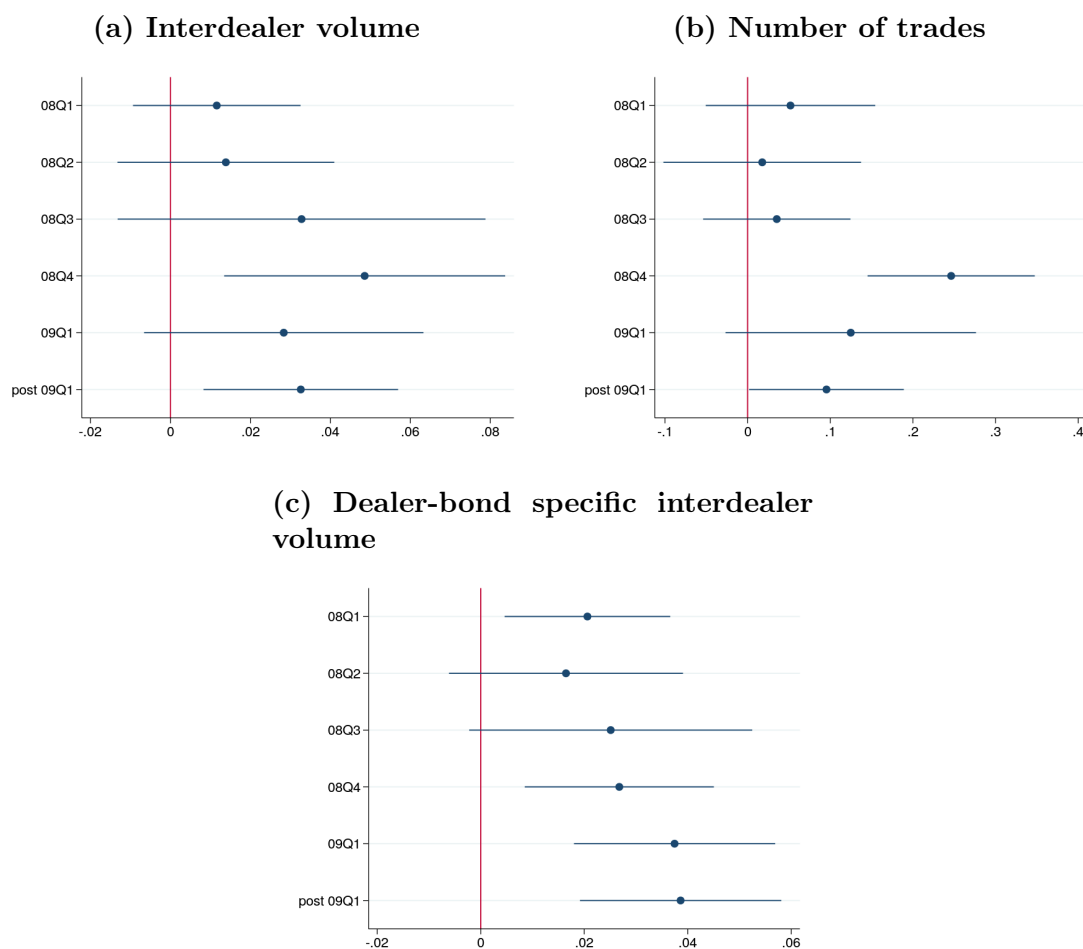 (a) Interdealer volume
08Q1
08Q2
08Q3
08Q4
09Q1
post 09Q1
-.02 0 .02 .04 .06 .08
(b) Number of trades
08Q1
08Q2
08Q3
08Q4
09Q1
post 09Q1
-.1 0 .1 .2 .3 .4
(c) Dealer-bond specific interdealer
volume
08Q1
08Q2
08Q3
08Q4
09Q1
post 09Q1
-.02 0 .02 .04 .06